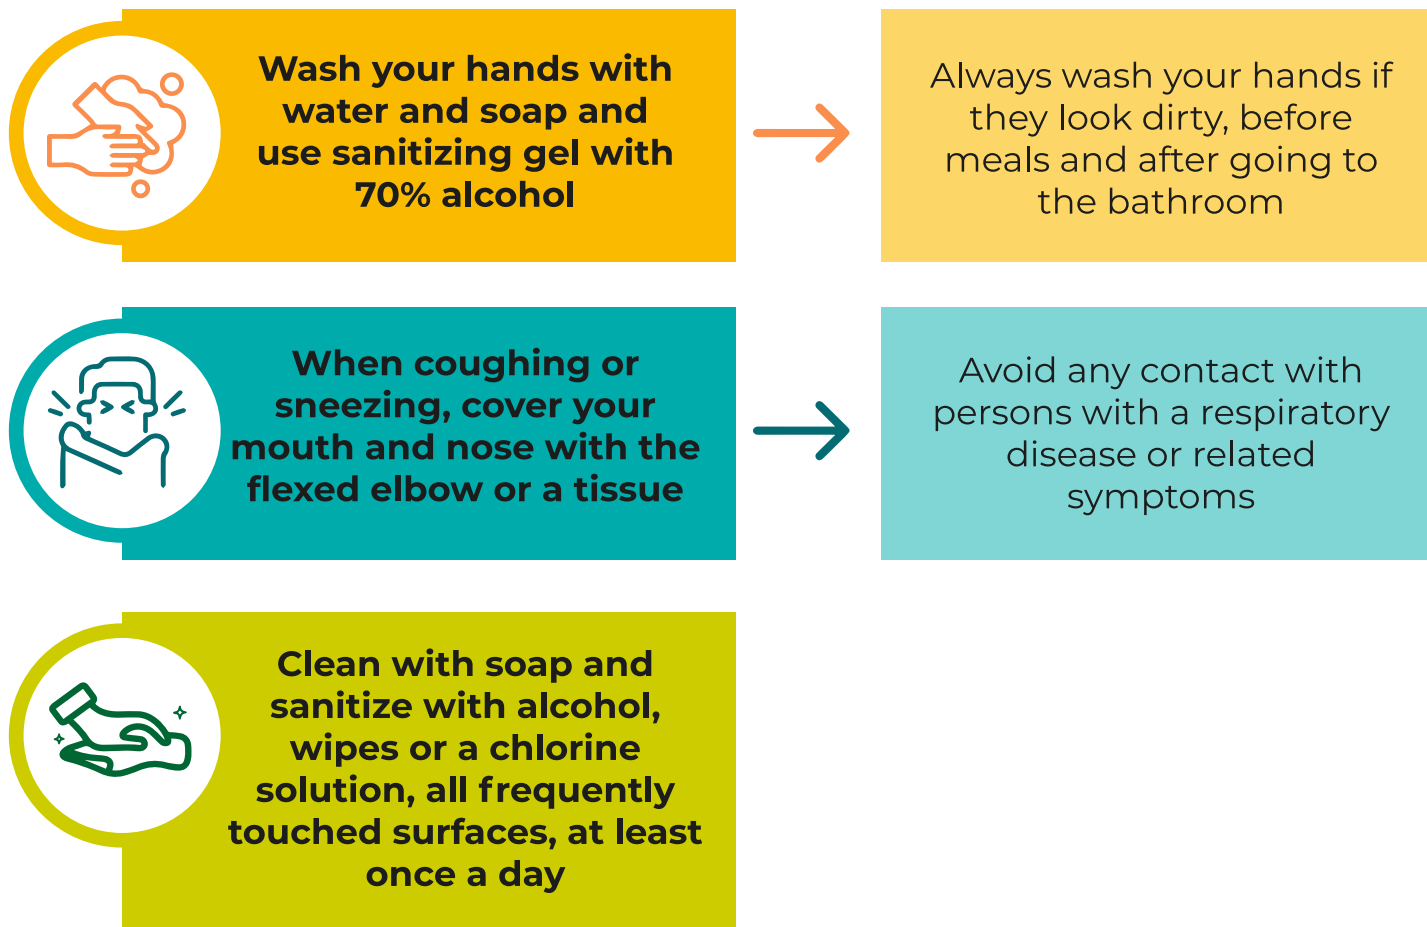 Wash your hands with
water and soap and
use sanitizing gel with
70% alcohol
Always wash your hands if
they look dirty, before
meals and after going to
the bathroom
When coughing or
sneezing, cover your
mouth and nose with the
flexed elbow or a tissue
Avoid any contact with
persons with a respiratory
disease or related
symptoms
Clean with soap and
sanitize with alcohol,
wipes or a chlorine
solution, all frequently
touched surfaces, at least
once a day